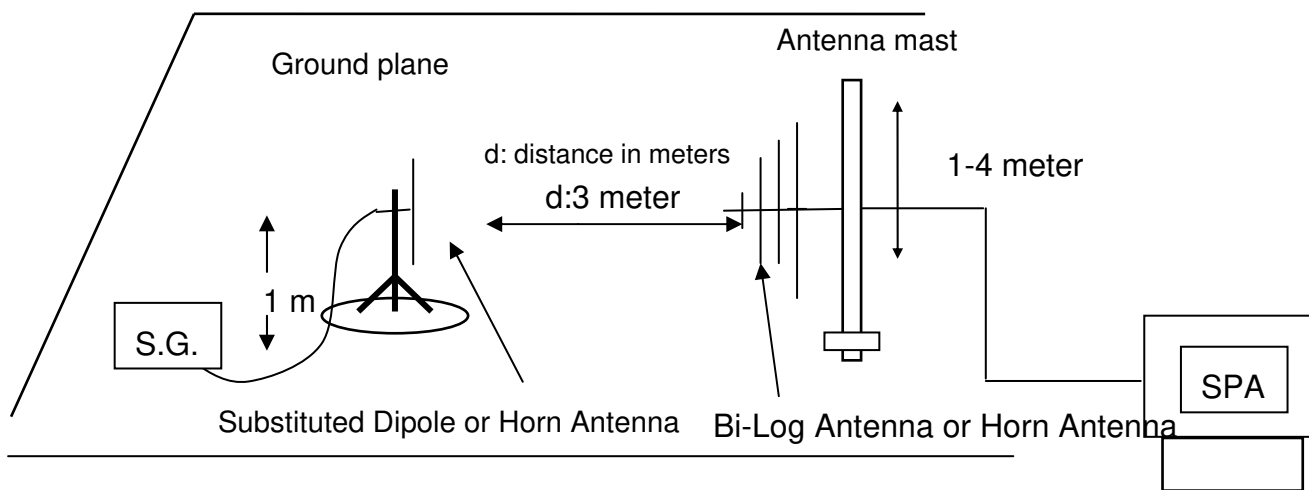 Antenna mast
Ground plane
d: distance in meters
d:3 meter
1-4 meter
1 m
S.G.
SPA
Substituted Dipole or Horn Antenna
Bi-Log Antenna or Horn Antenna